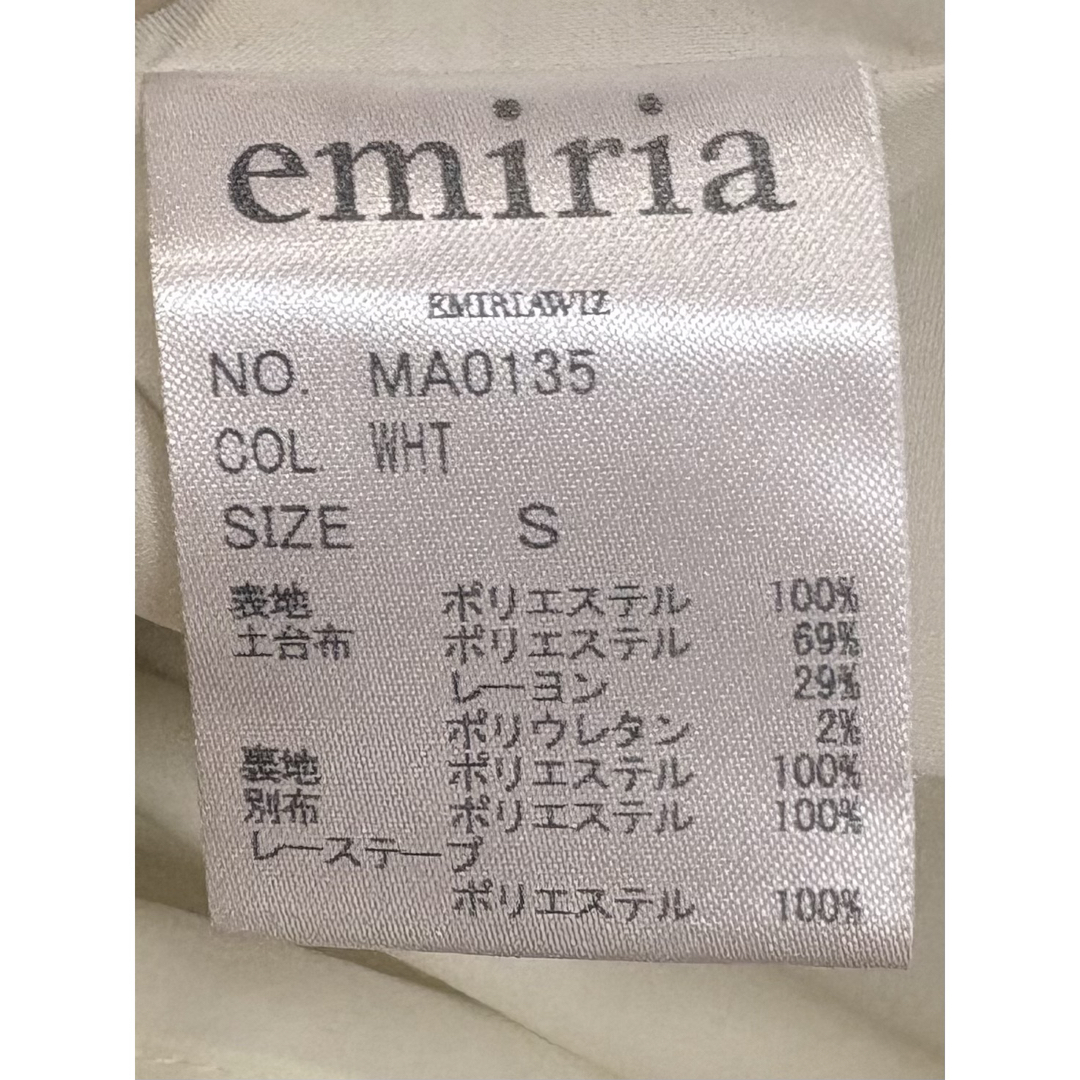 emiria
EMIRIAWIZ
NO. MA0135
COL WHT
SIZE S
表地 ポリエステル 100%
土台布 ポリエステル 69%
レーヨン 29%
ポリウレタン 2%
裏地 ポリエステル 100%
別布 ポリエステル 100%
レーステープ
ポリエステル 100%